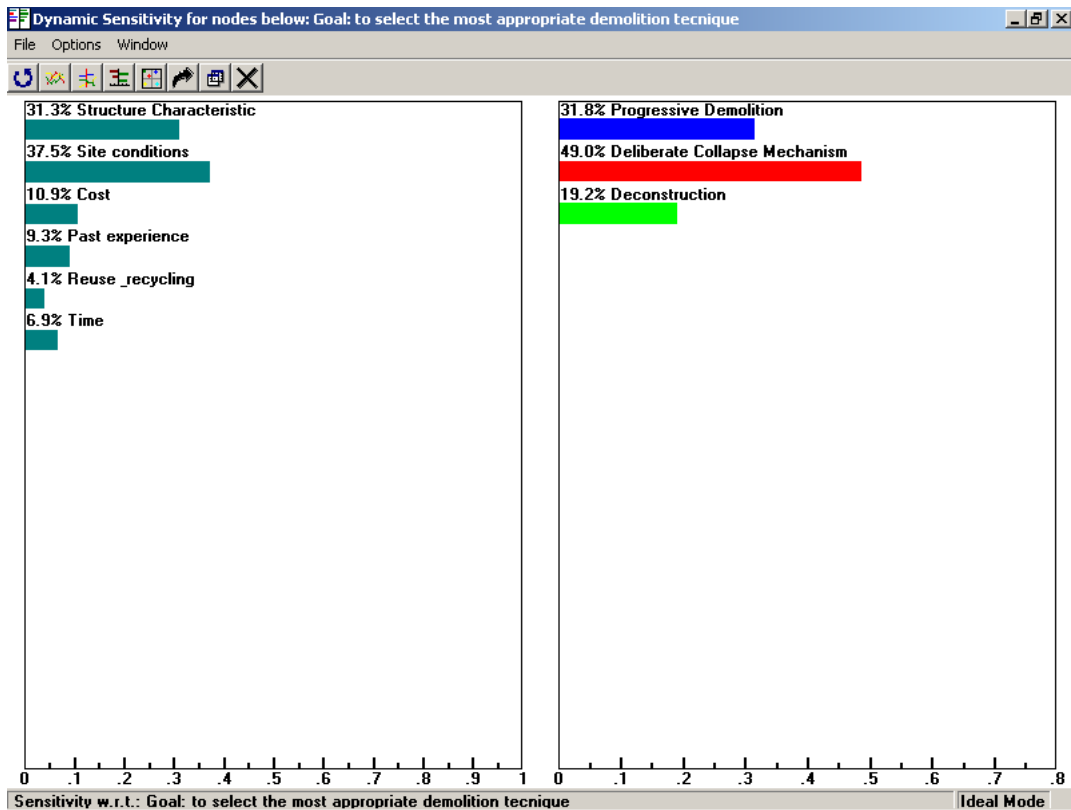 Dynamic Sensitivity for nodes below: Goal: to select the most appropriate demolition tecnique
File Options Window
31.3% Structure Characteristic
37.5% Site conditions
10.9% Cost
9.3% Past experience
4.1% Reuse _recycling
6.9% Time
0 .1 .2 .3 .4 .5 .6 .7 .8 .9 1
31.8% Progressive Demolition
49.0% Deliberate Collapse Mechanism
19.2% Deconstruction
0 .1 .2 .3 .4 .5 .6 .7 .8
Sensitivity w.r.t.: Goal: to select the most appropriate demolition tecnique
Ideal Mode